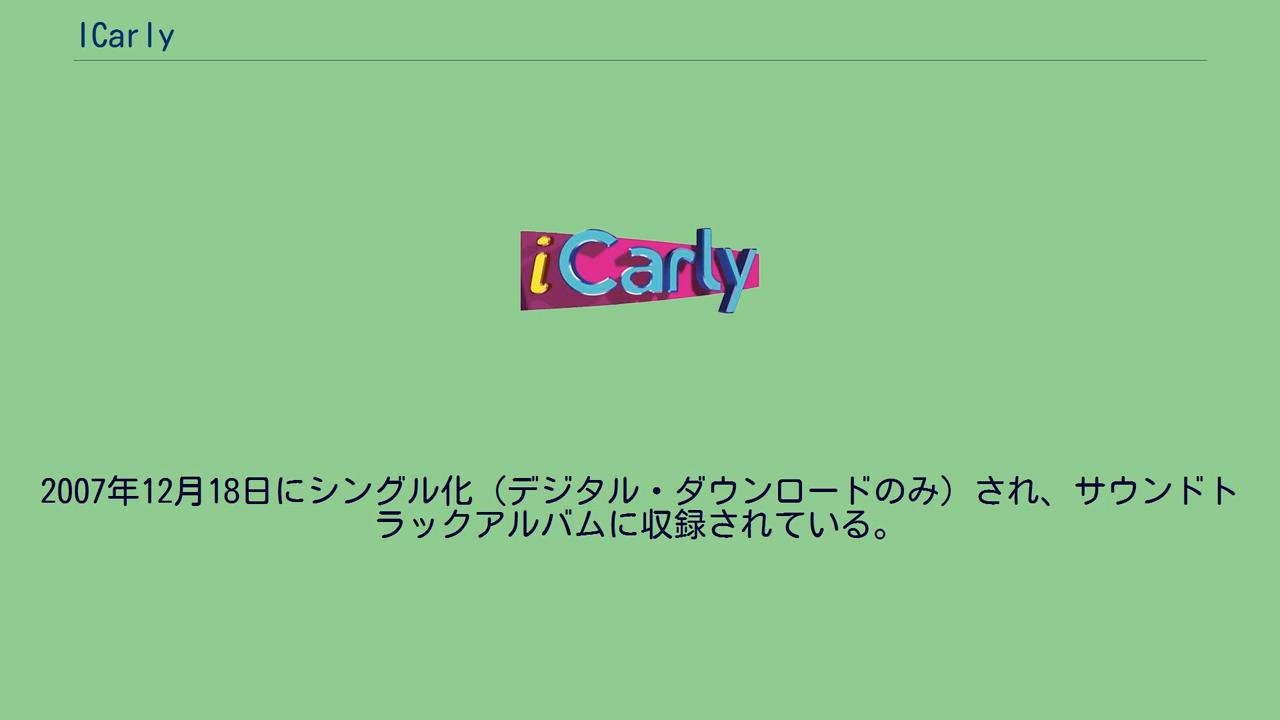 ICarly
iCarly
2007年12月18日にシングル化（デジタル・ダウンロードのみ）され、サウンドト
ラックアルバムに収録されている。